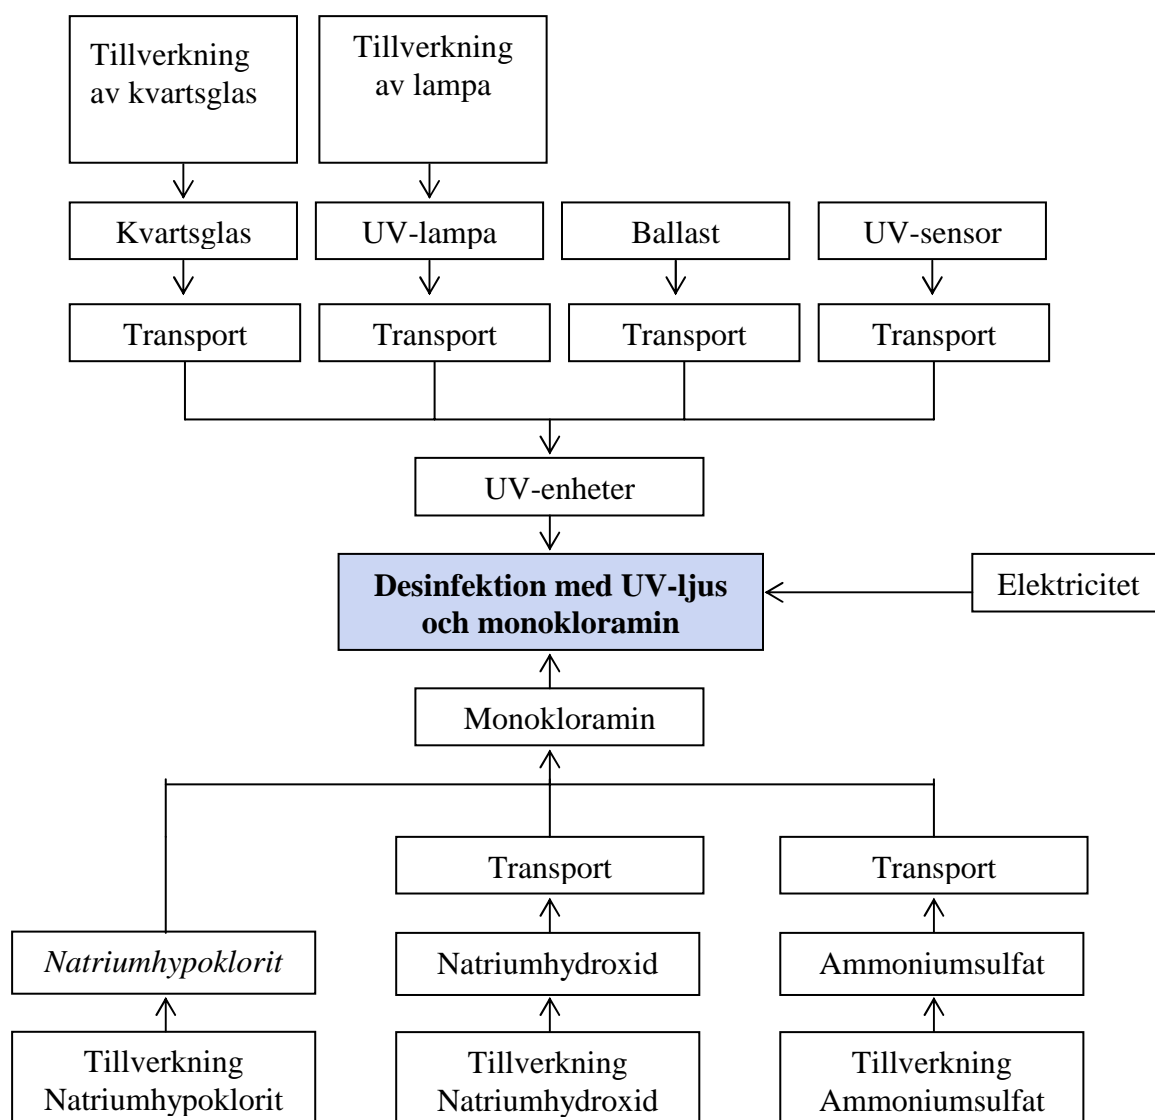 Tillverkning
av kvartsglas
Tillverkning
av lampa
Kvartsglas
UV-lampa
Ballast
UV-sensor
Transport
Transport
Transport
Transport
UV-enheter
Desinfektion med UV-ljus
och monokloramin
Elektricitet
Monokloramin
Transport
Transport
Natriumhypoklorit
Natriumhydroxid
Ammoniumsulfat
Tillverkning
Natriumhypoklorit
Tillverkning
Natriumhydroxid
Tillverkning
Ammoniumsulfat